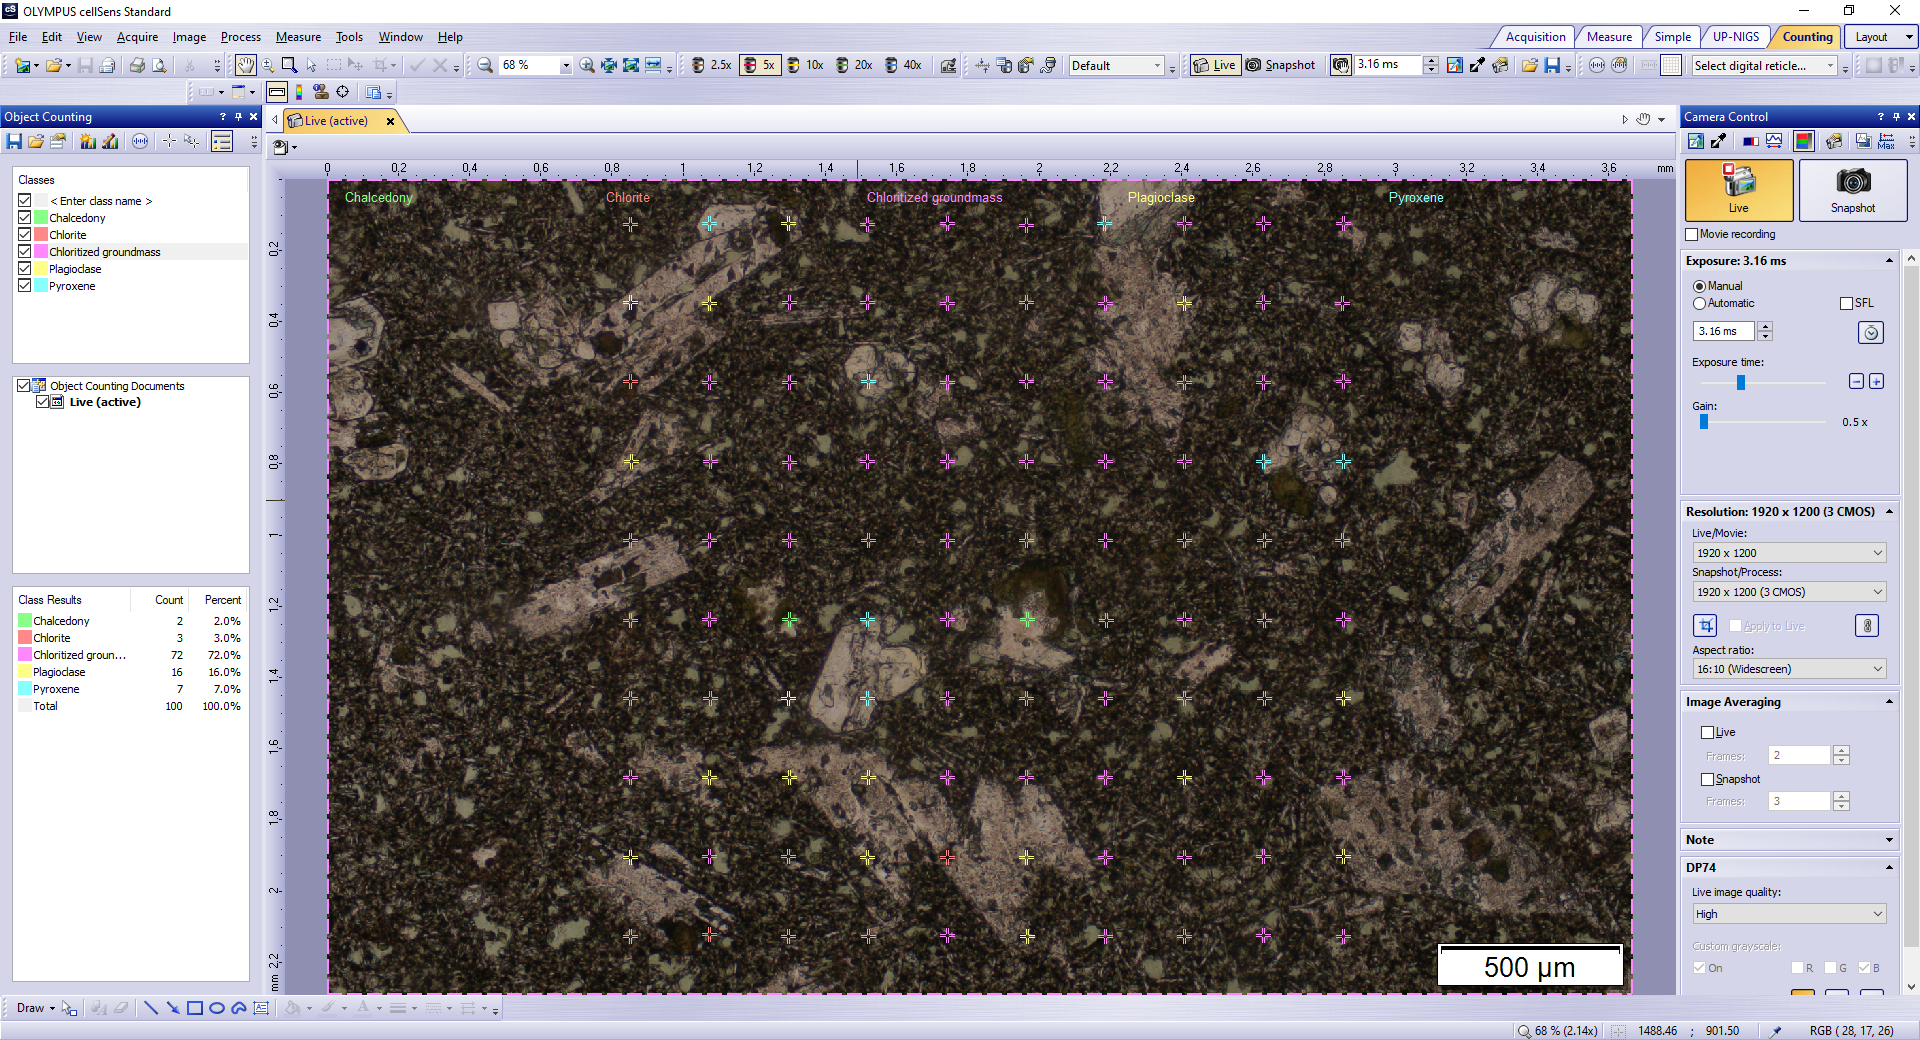 OLYMPUS cellSens Standard
File Edit View Acquire Image Process Measure Tools Window Help
Acquisition Measure Simple UP-NIGS Counting Layout
68 % 2.5x 5x 10x 20x 40x Default Live Snapshot 3.16 ms Select digital reticle...
Object Counting
Live (active)
Camera Control
Classes
< Enter class name >
Chalcedony
Chlorite
Chloritized groundmass
Plagioclase
Pyroxene
Object Counting Documents
Live (active)
Class Results Count Percent
Chalcedony 2 2.0%
Chlorite 3 3.0%
Chloritized groun... 72 72.0%
Plagioclase 16 16.0%
Pyroxene 7 7.0%
Total 100 100.0%
0 0,2 0,4 0,6 0,8 1 1,2 1,4 1,6 1,8 2 2,2 2,4 2,6 2,8 3 3,2 3,4 3,6 mm
0,2
0,4
0,6
0,8
1
1,2
1,4
1,6
1,8
2
2,2
mm
Chalcedony Chlorite Chloritized groundmass Plagioclase Pyroxene
500 µm
Live Snapshot
Movie recording
Exposure: 3.16 ms
Manual
Automatic SFL
3.16 ms
Exposure time:
Gain:
0.5 x
Resolution: 1920 x 1200 (3 CMOS)
Live/Movie:
1920 x 1200
Snapshot/Process:
1920 x 1200 (3 CMOS)
Apply to Live
Aspect ratio:
16:10 (Widescreen)
Image Averaging
Live
Frames: 2
Snapshot
Frames: 3
Note
DP74
Live image quality:
High
Custom grayscale:
On R G B
Draw
68 % (2.14x) 1488.46 ; 901.50 RGB ( 28, 17, 26)